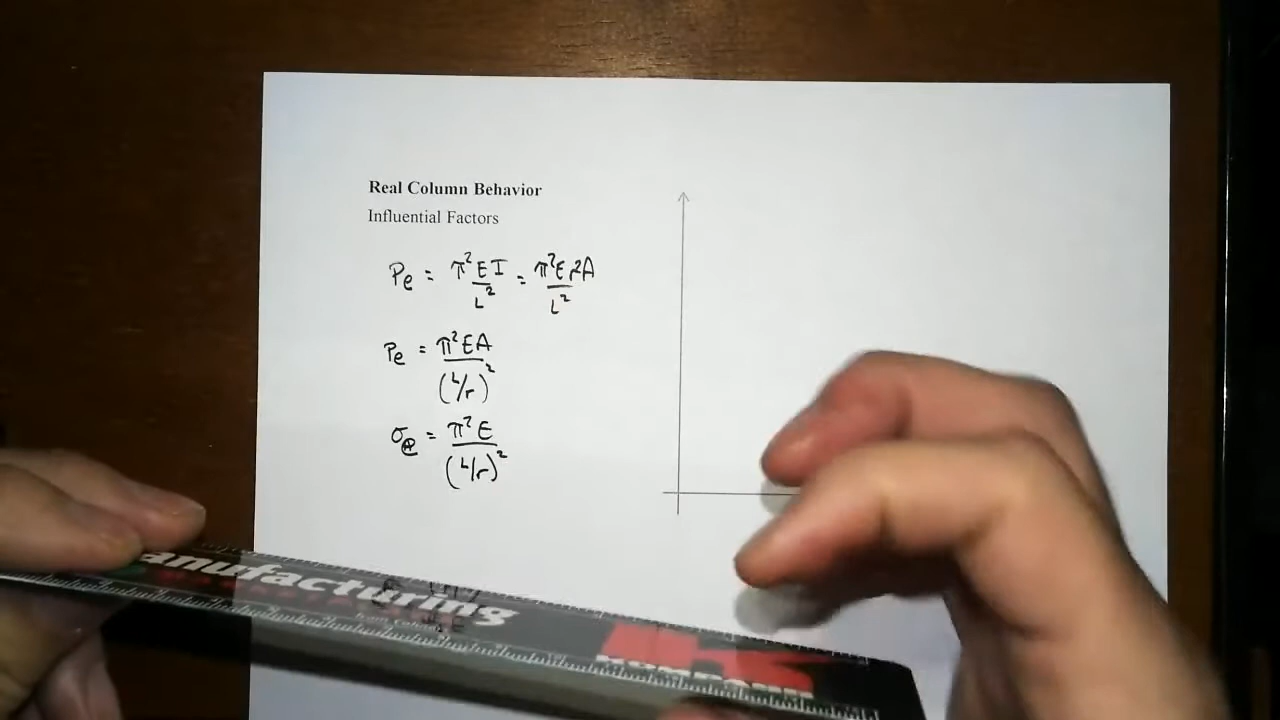 Real Column Behavior
Influential Factors
Pe = π²EI/L² = π²Er²A/L²
Pe = π²EA/(L/r)²
σe = π²E/(L/r)²
anufacturing